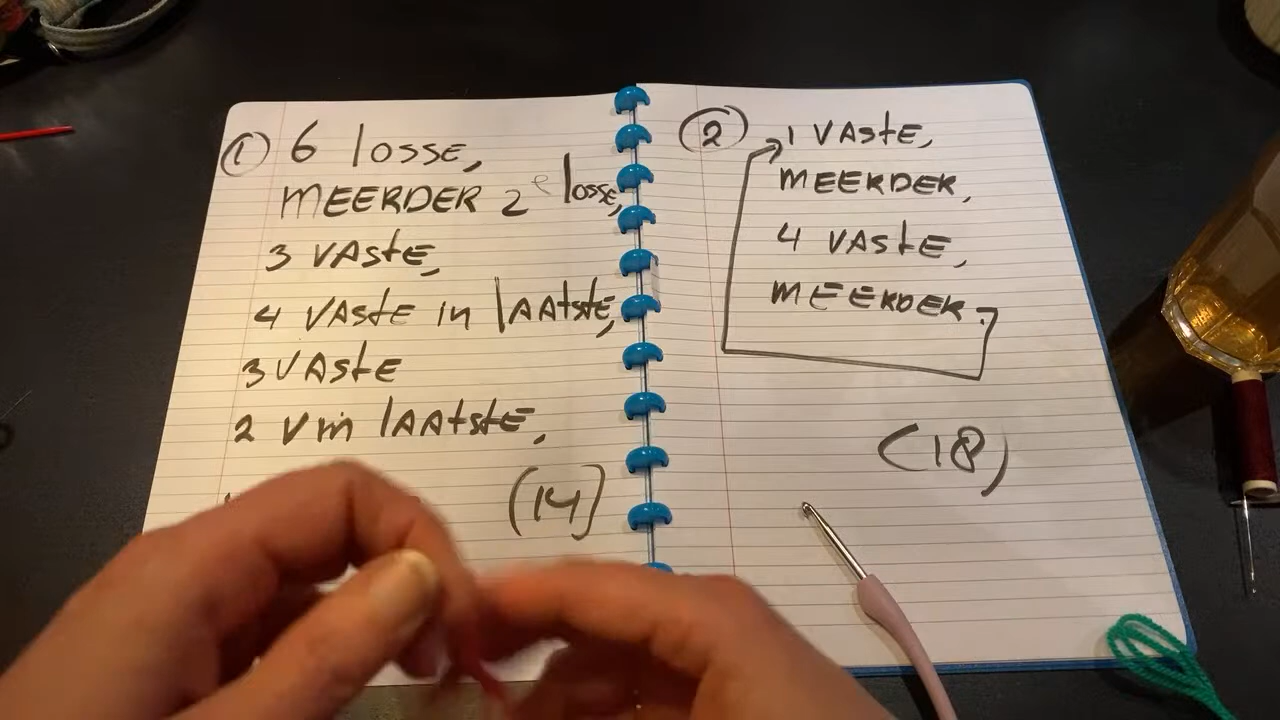 ① 6 losse,
MEERDER 2e losse,
3 VASTE,
4 VASTE in lAAtste,
3 VASTE
2 V in lAAtste,
(14)
② 1 VASTE,
MEERDER,
4 VASTE,
MEERDER
(18)